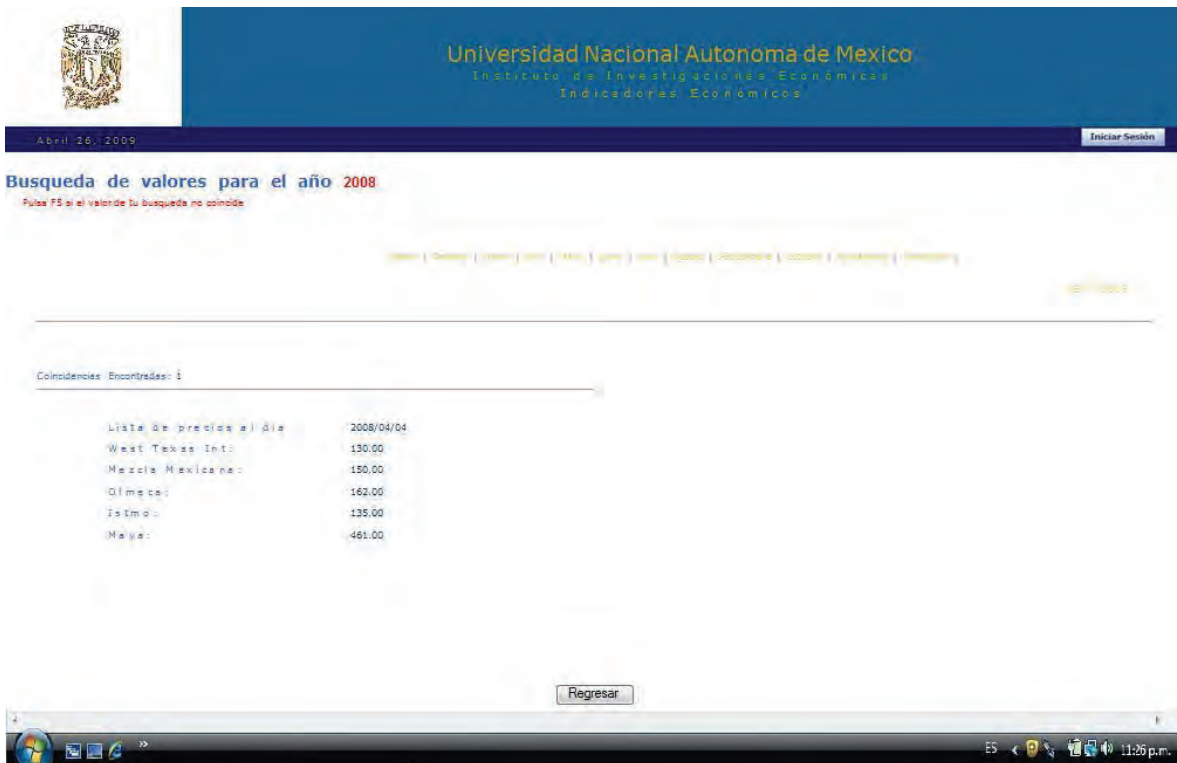 Universidad Nacional Autonoma de Mexico
Instituto de Investigaciones Económicas
Indicadores Económicos
Abril 26, 2009
Iniciar Sesión
Busqueda de valores para el año 2008
Pulsa F5 si el valor de tu busqueda no coincide
Coincidencias Encontradas: 1
Lista de precios al dia 2008/04/04
West Texas Int: 130.00
Mezcla Mexicana: 150.00
Olmeca: 162.00
Istmo: 135.00
Maya: 461.00
Regresar
ES 11:26 p.m.